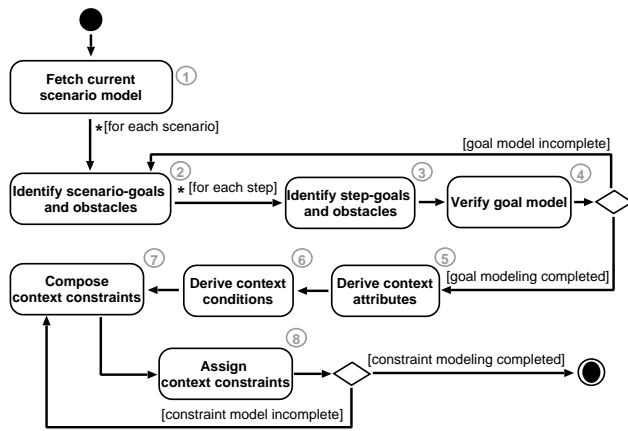 1
Fetch current
scenario model
*[for each scenario]
[goal model incomplete]
2
Identify scenario-goals
and obstacles
* [for each step]
3
Identify step-goals
and obstacles
4
Verify goal model
[goal modeling completed]
7
Compose
context constraints
6
Derive context
conditions
5
Derive context
attributes
8
Assign
context constraints
[constraint modeling completed]
[constraint model incomplete]